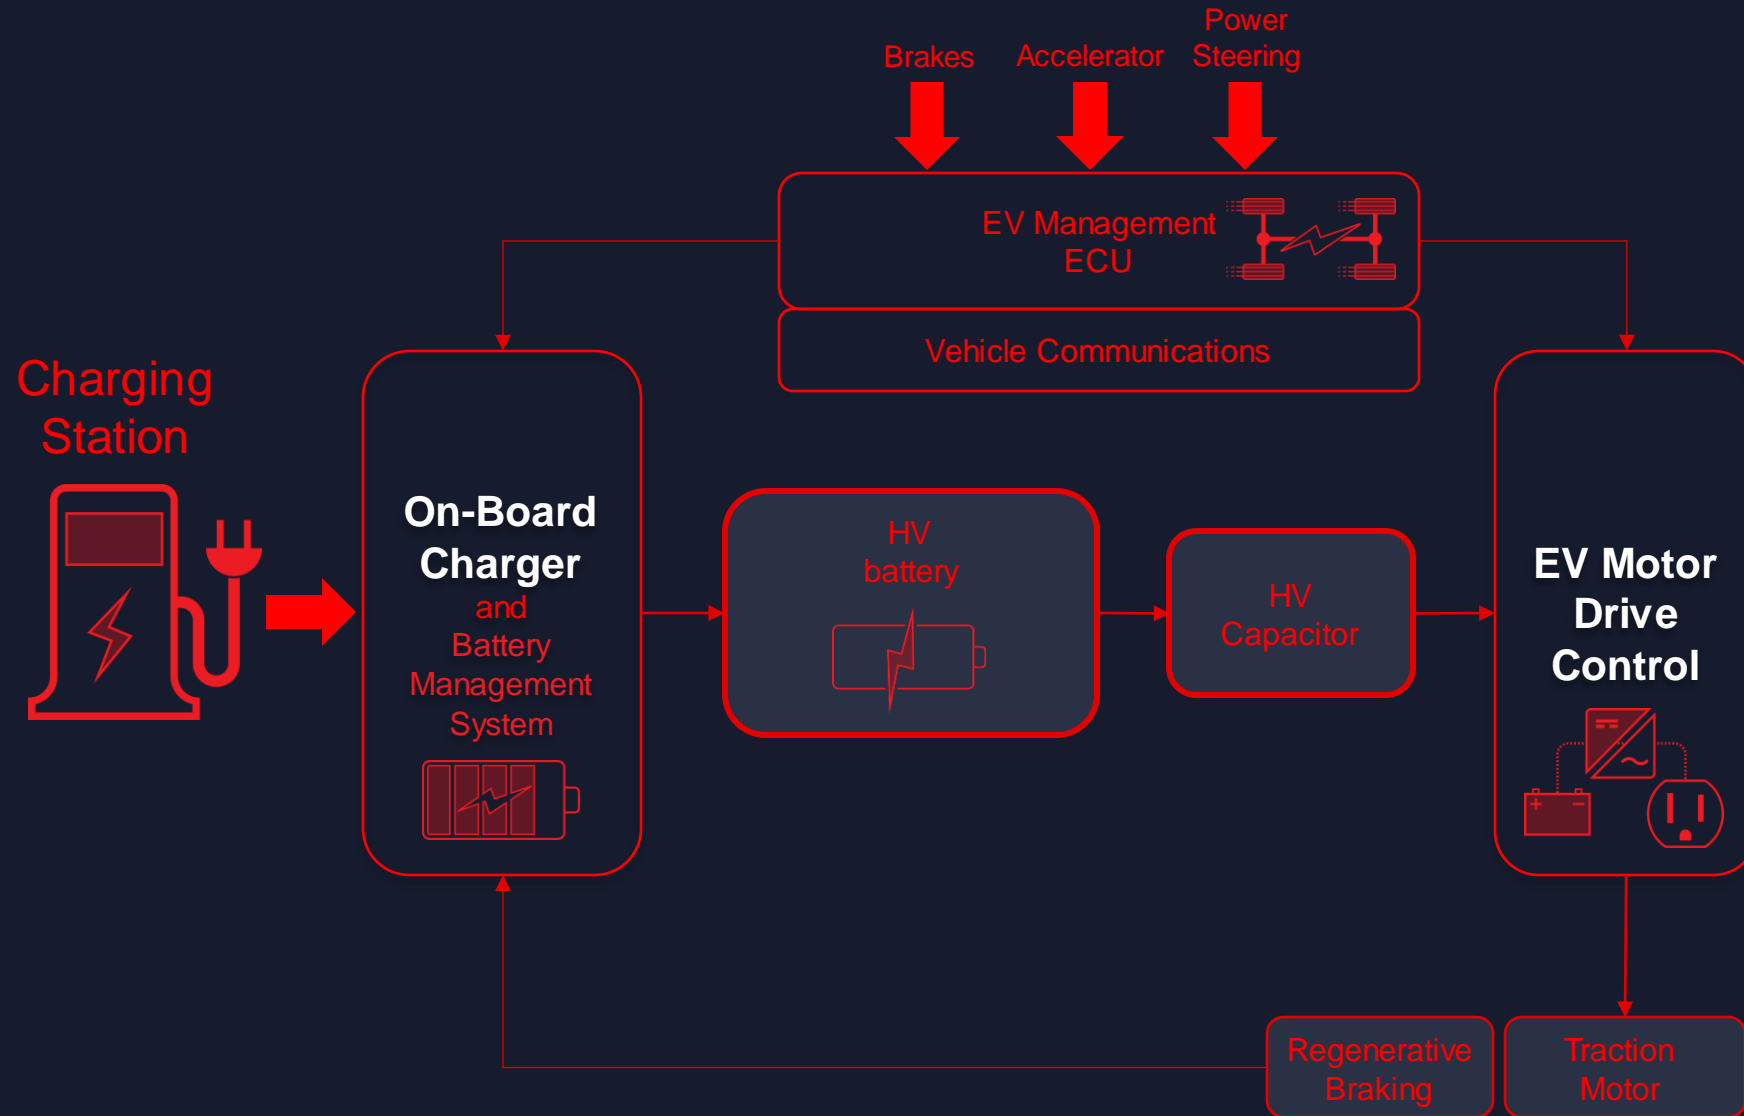 Brakes
Accelerator
Power
Steering
EV Management
ECU
Vehicle Communications
Charging
Station
On-Board
Charger
and
Battery
Management
System
HV
battery
HV
Capacitor
EV Motor
Drive
Control
Regenerative
Braking
Traction
Motor